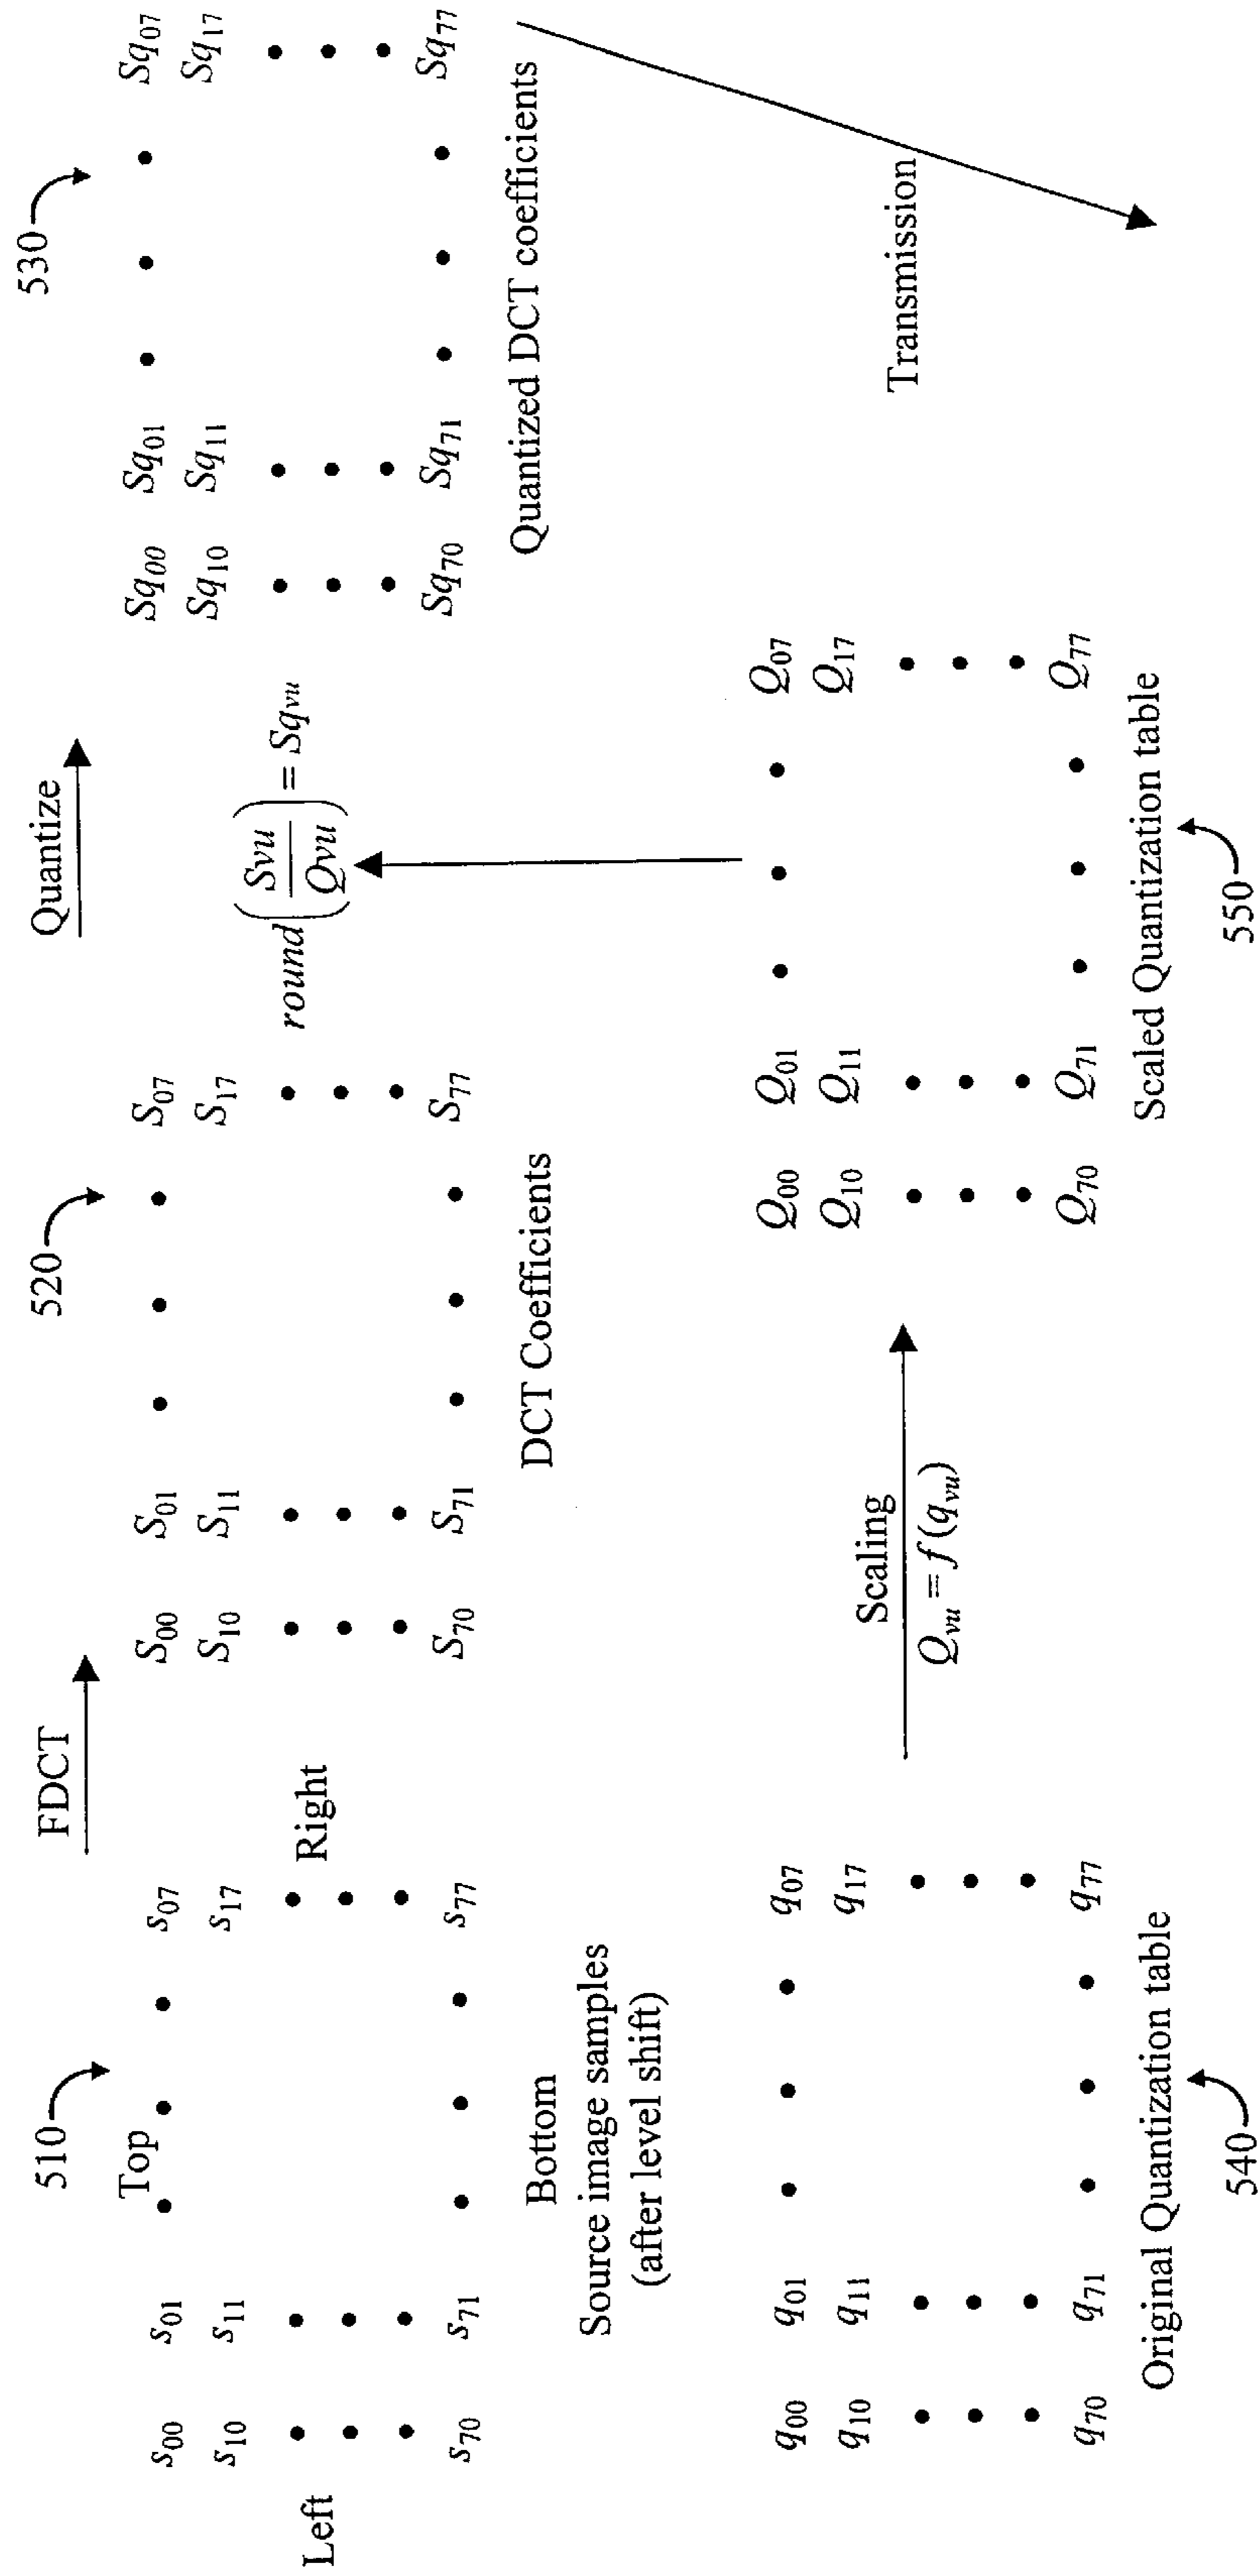 510
520
530
FDCT
Quantize
Top
s00 s01 • • • s07
s10 s11 s17
Left
Right
s70 s71 • • • s77
Bottom
Source image samples
(after level shift)
S00 S01 • • • S07
S10 S11 S17
S70 S71 • • • S77
DCT Coefficients
round (Svu / Qvu) = Sqvu
Sq00 Sq01 • • • Sq07
Sq10 Sq11 Sq17
Sq70 Sq71 • • • Sq77
Quantized DCT coefficients
q00 q01 • • • q07
q10 q11 q17
q70 q71 • • • q77
Original Quantization table
540
Scaling
Qvu = f (qvu)
Q00 Q01 • • • Q07
Q10 Q11 Q17
Q70 Q71 • • • Q77
Scaled Quantization table
550
Transmission